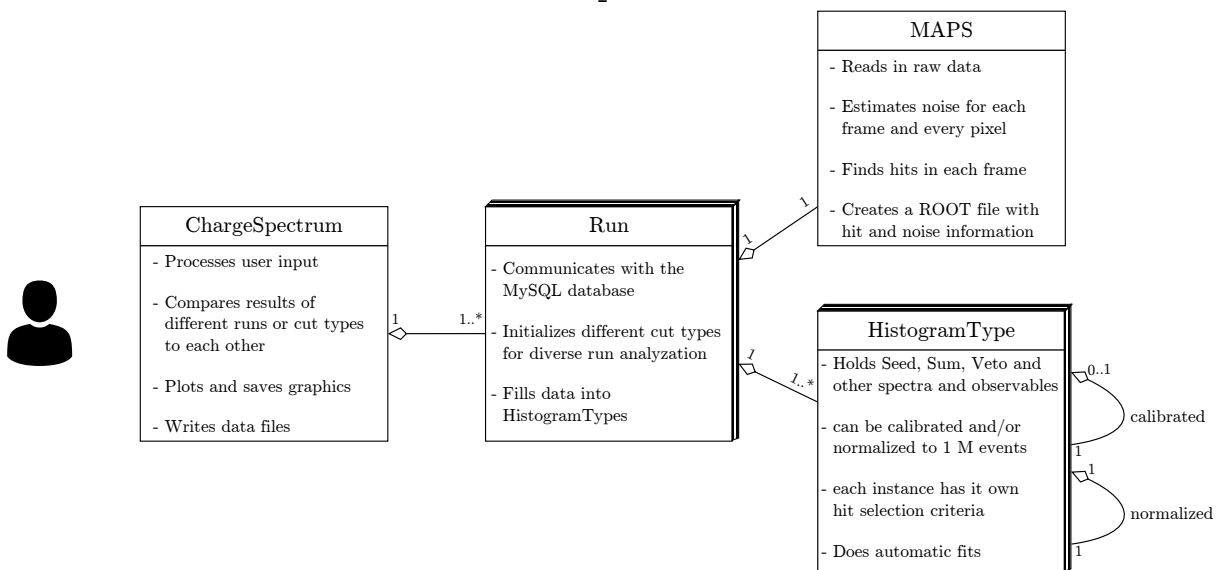 MAPS
- Reads in raw data
- Estimates noise for each
frame and every pixel
- Finds hits in each frame
- Creates a ROOT file with
hit and noise information
ChargeSpectrum
- Processes user input
- Compares results of
different runs or cut types
to each other
- Plots and saves graphics
- Writes data files
1
1..*
Run
- Communicates with the
MySQL database
- Initializes different cut types
for diverse run analyzation
- Fills data into
HistogramTypes
1
1
1
1..*
HistogramType
- Holds Seed, Sum, Veto and
other spectra and observables
- can be calibrated and/or
normalized to 1 M events
- each instance has it own
hit selection criteria
- Does automatic fits
0..1
calibrated
1
1
normalized
1